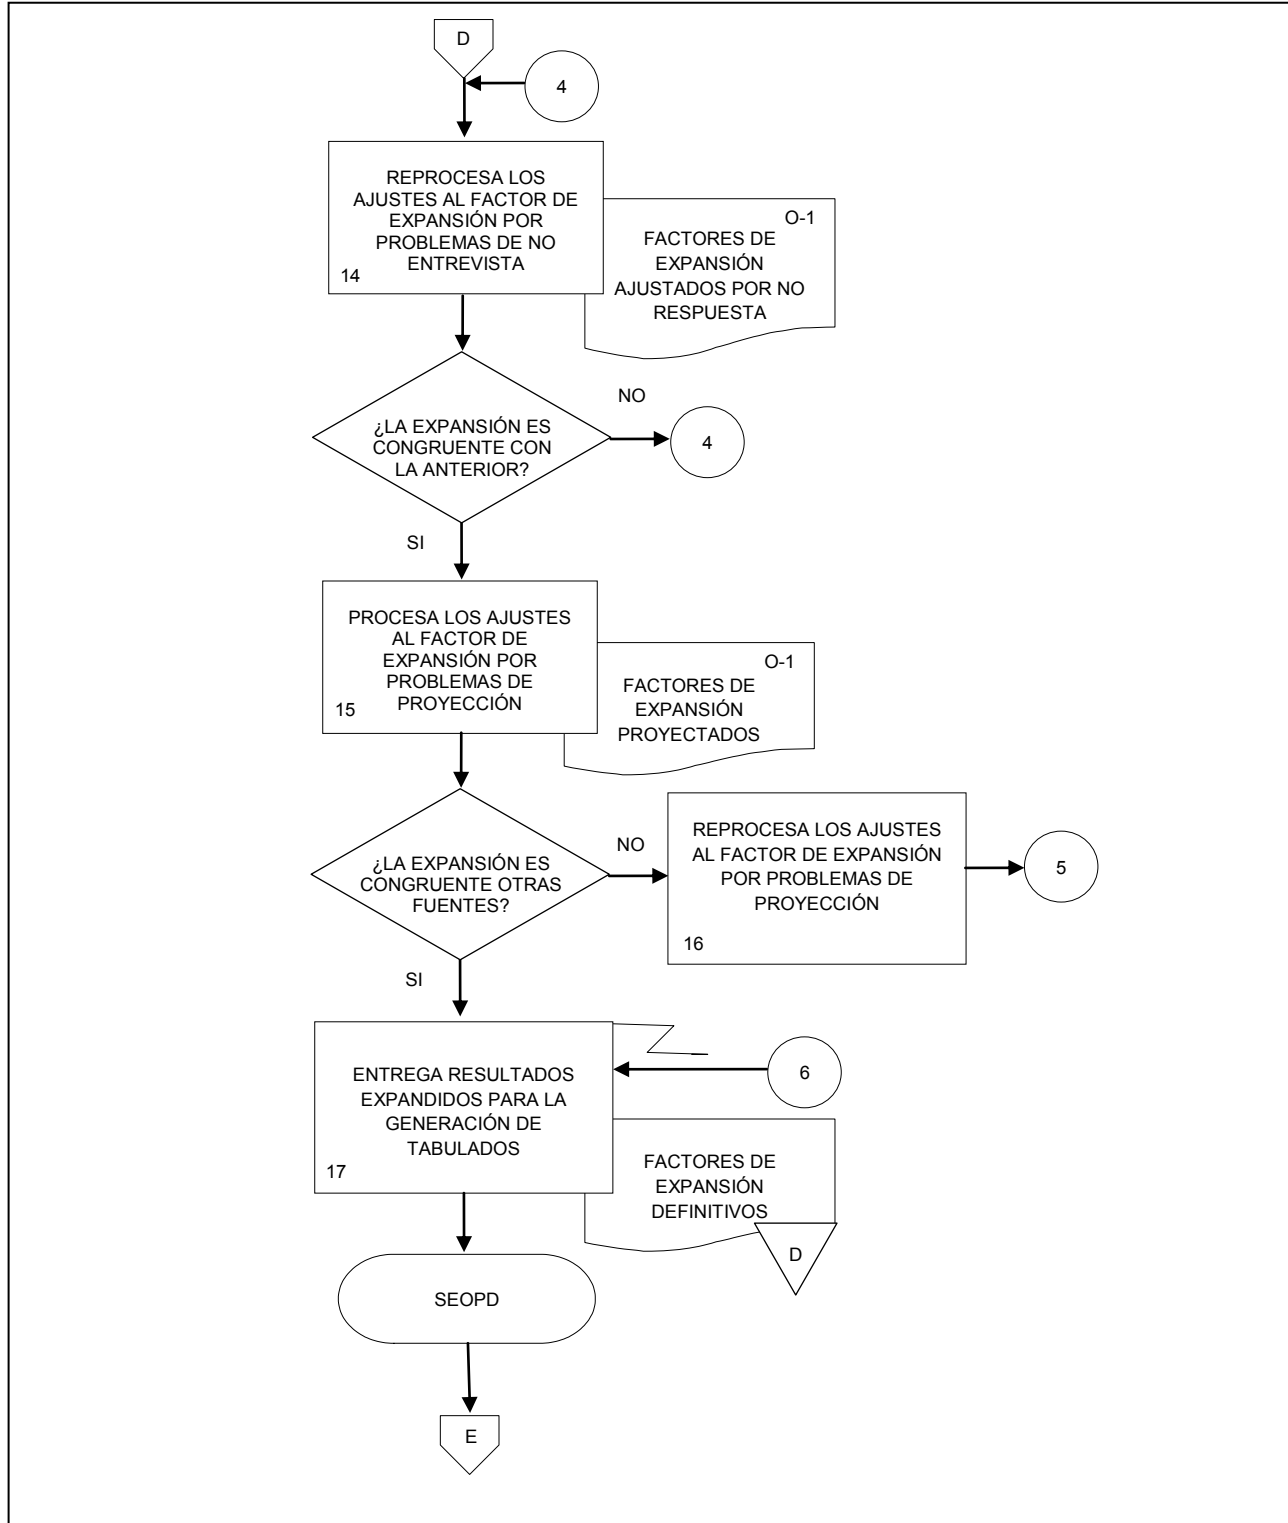 D
4
REPROCESA LOS
AJUSTES AL FACTOR DE
EXPANSIÓN POR
PROBLEMAS DE NO
ENTREVISTA
14
O-1
FACTORES DE
EXPANSIÓN
AJUSTADOS POR NO
RESPUESTA
¿LA EXPANSIÓN ES
CONGRUENTE CON
LA ANTERIOR?
NO
4
SI
PROCESA LOS AJUSTES
AL FACTOR DE
EXPANSIÓN POR
PROBLEMAS DE
PROYECCIÓN
15
O-1
FACTORES DE
EXPANSIÓN
PROYECTADOS
¿LA EXPANSIÓN ES
CONGRUENTE OTRAS
FUENTES?
NO
REPROCESA LOS AJUSTES
AL FACTOR DE EXPANSIÓN
POR PROBLEMAS DE
PROYECCIÓN
16
5
SI
ENTREGA RESULTADOS
EXPANDIDOS PARA LA
GENERACIÓN DE
TABULADOS
17
6
FACTORES DE
EXPANSIÓN
DEFINITIVOS
D
SEOPD
E